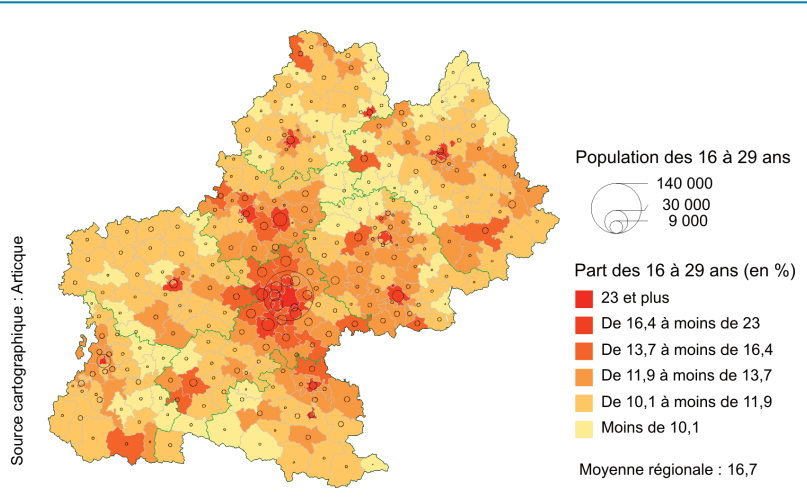 Population des 16 à 29 ans
140 000
30 000
9 000
Part des 16 à 29 ans (en %)
23 et plus
De 16,4 à moins de 23
De 13,7 à moins de 16,4
De 11,9 à moins de 13,7
De 10,1 à moins de 11,9
Moins de 10,1
Moyenne régionale : 16,7
Source cartographique : Articque